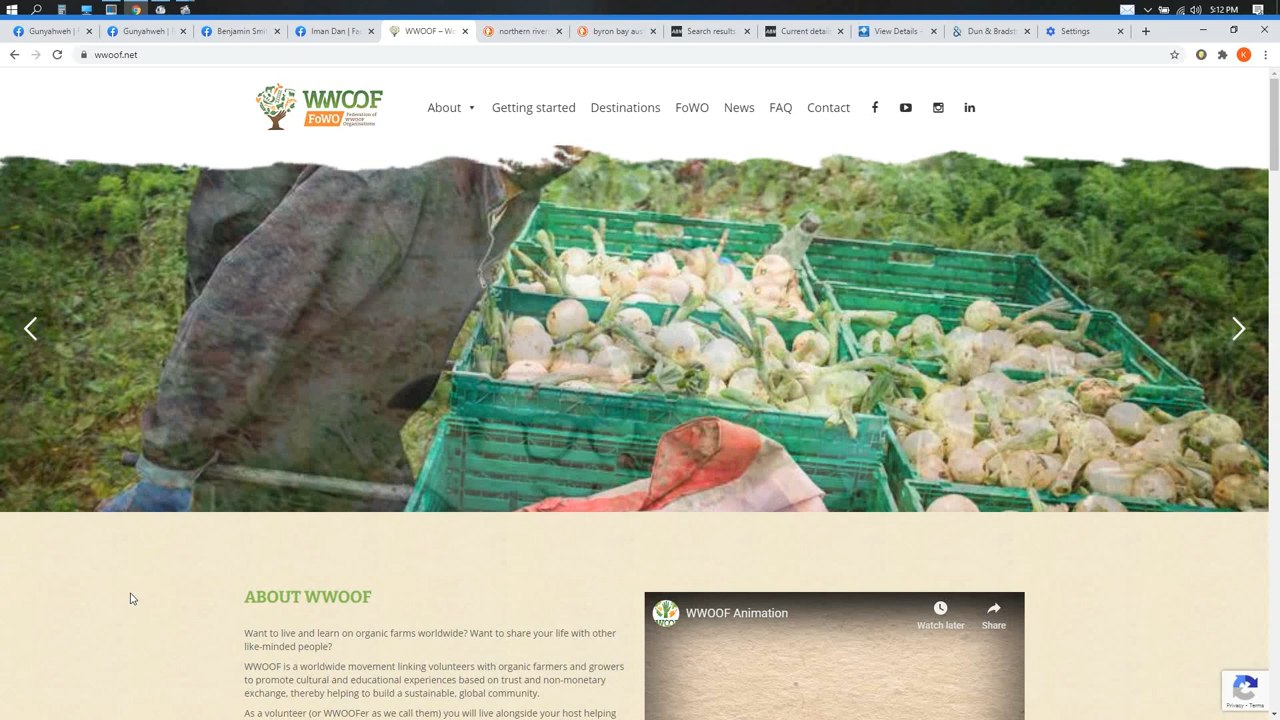 5:12 PM
Gunyahweh |
Gunyahweh |
Benjamin Smi
Iman Dan | Fa
WWOOF – Wo
northern river
byron bay aus
Search results
Current detail
View Details -
Dun & Bradst
Settings
wwoof.net
K
WWOOF
FoWO
Federation of
WWOOF
Organisations
About
Getting started
Destinations
FoWO
News
FAQ
Contact
ABOUT WWOOF
Want to live and learn on organic farms worldwide? Want to share your life with other
like-minded people?
WWOOF is a worldwide movement linking volunteers with organic farmers and growers
to promote cultural and educational experiences based on trust and non-monetary
exchange, thereby helping to build a sustainable, global community.
As a volunteer (or WWOOFer as we call them) you will live alongside your host helping
WWOOF Animation
Watch later
Share
Privacy - Terms